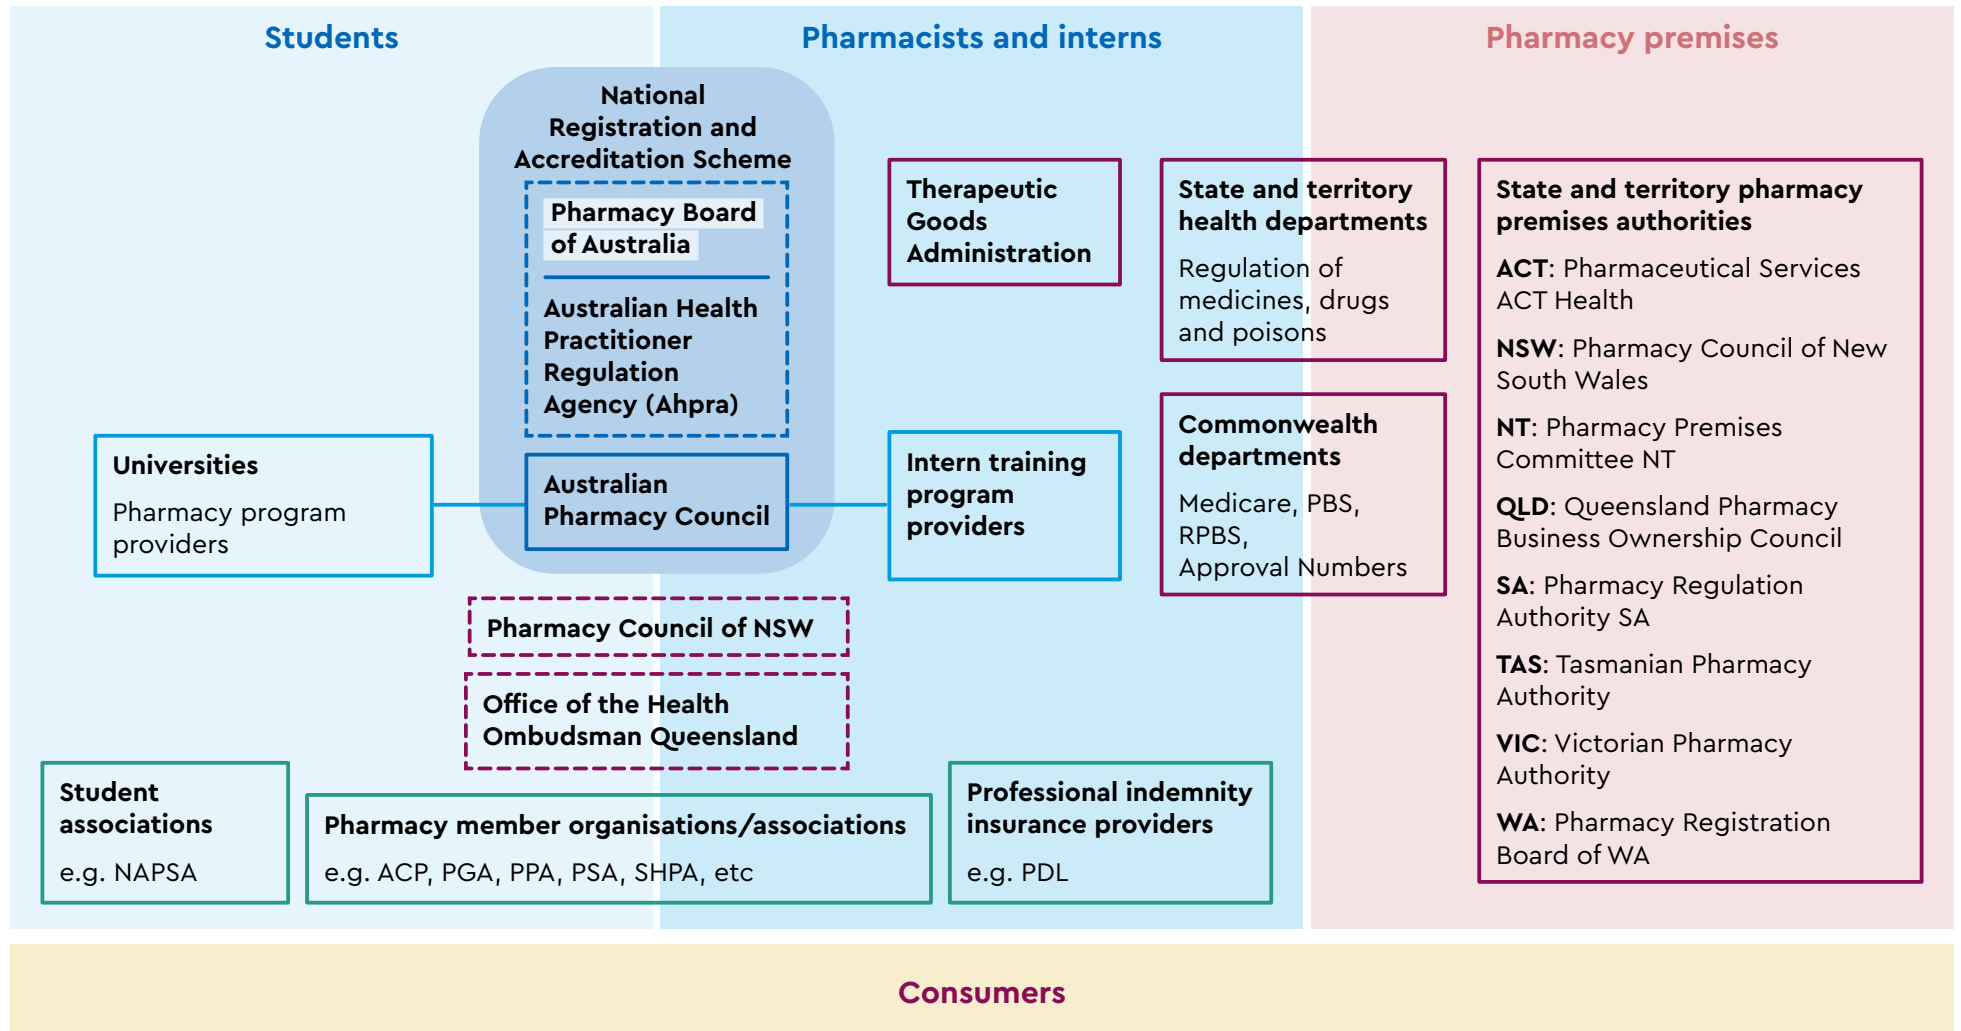 Students
Pharmacists and interns
Pharmacy premises
National
Registration and
Accreditation Scheme
Pharmacy Board
of Australia
Australian Health
Practitioner
Regulation
Agency (Ahpra)
Australian
Pharmacy Council
Universities
Pharmacy program
providers
Therapeutic
Goods
Administration
Intern training
program
providers
State and territory
health departments
Regulation of
medicines, drugs
and poisons
Commonwealth
departments
Medicare, PBS,
RPBS,
Approval Numbers
State and territory pharmacy
premises authorities
ACT: Pharmaceutical Services
ACT Health
NSW: Pharmacy Council of New
South Wales
NT: Pharmacy Premises
Committee NT
QLD: Queensland Pharmacy
Business Ownership Council
SA: Pharmacy Regulation
Authority SA
TAS: Tasmanian Pharmacy
Authority
VIC: Victorian Pharmacy
Authority
WA: Pharmacy Registration
Board of WA
Pharmacy Council of NSW
Office of the Health
Ombudsman Queensland
Student
associations
e.g. NAPSA
Pharmacy member organisations/associations
e.g. ACP, PGA, PPA, PSA, SHPA, etc
Professional indemnity
insurance providers
e.g. PDL
Consumers